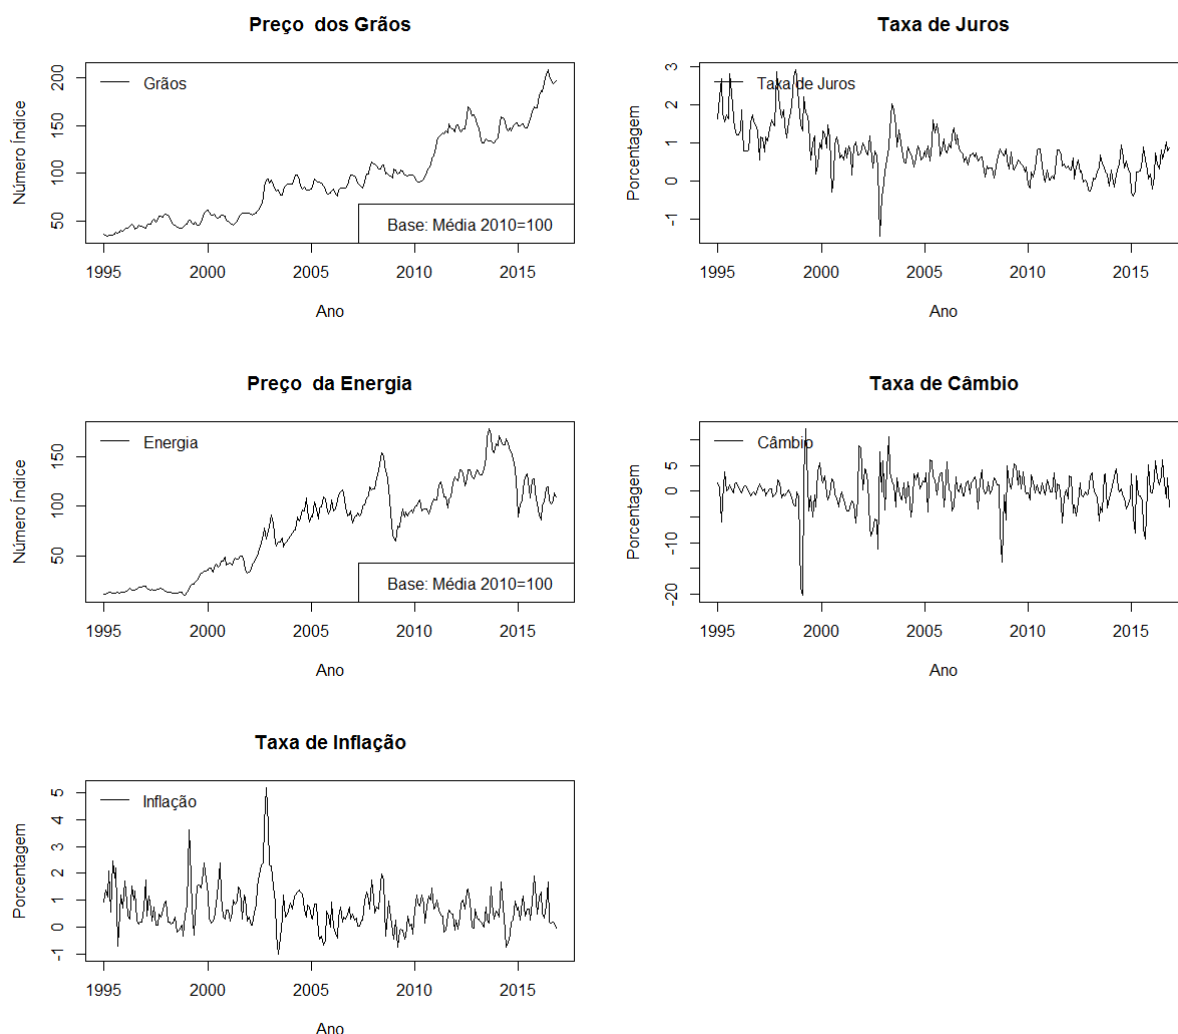 Preço  dos Grãos
Número Índice
50
100
150
200
Grãos
Base: Média 2010=100
1995
2000
2005
2010
2015
Ano
Taxa de Juros
Porcentagem
-1
0
1
2
3
Taxa de Juros
1995
2000
2005
2010
2015
Ano
Preço  da Energia
Número Índice
50
100
150
Energia
Base: Média 2010=100
1995
2000
2005
2010
2015
Ano
Taxa de Câmbio
Porcentagem
-20
-10
0
5
Câmbio
1995
2000
2005
2010
2015
Ano
Taxa de Inflação
Porcentagem
-1
0
1
2
3
4
5
Inflação
1995
2000
2005
2010
2015
Ano